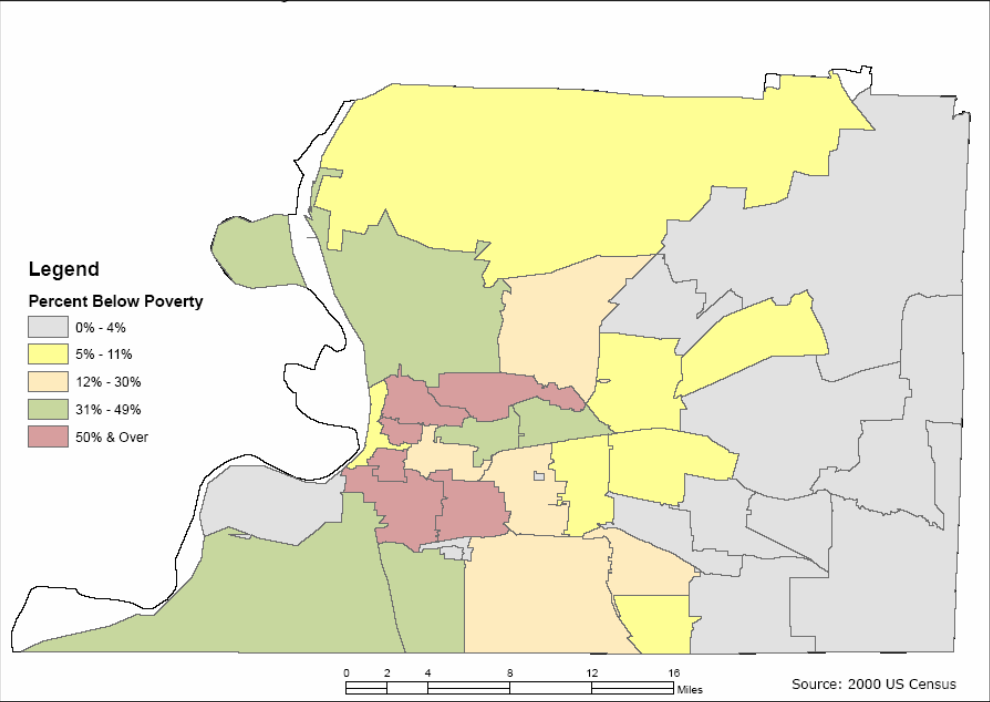 Legend
Percent Below Poverty
0% - 4%
5% - 11%
12% - 30%
31% - 49%
50% & Over
0 2 4 8 12 16
Miles
Source: 2000 US Census